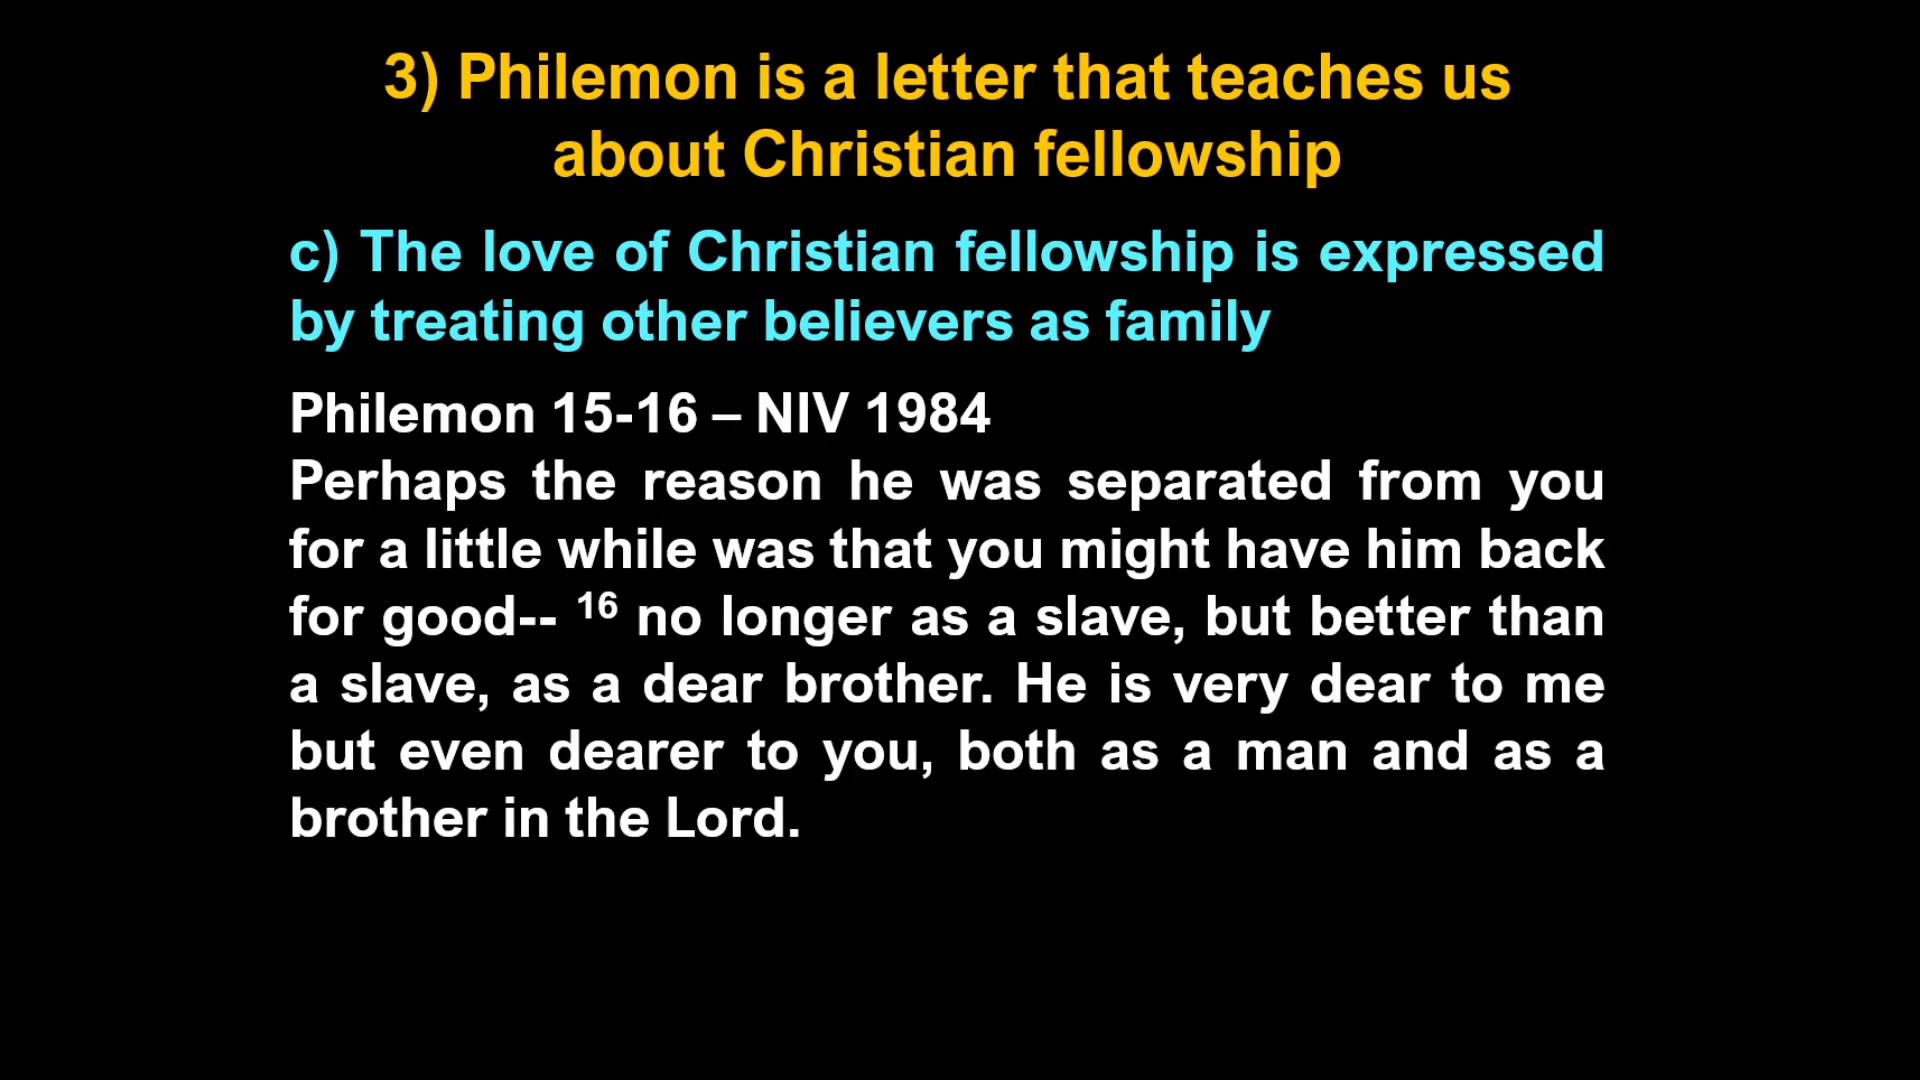 3) Philemon is a letter that teaches us
about Christian fellowship
c) The love of Christian fellowship is expressed
by treating other believers as family
Philemon 15-16 – NIV 1984
Perhaps the reason he was separated from you
for a little while was that you might have him back
for good-- 16 no longer as a slave, but better than
a slave, as a dear brother. He is very dear to me
but even dearer to you, both as a man and as a
brother in the Lord.